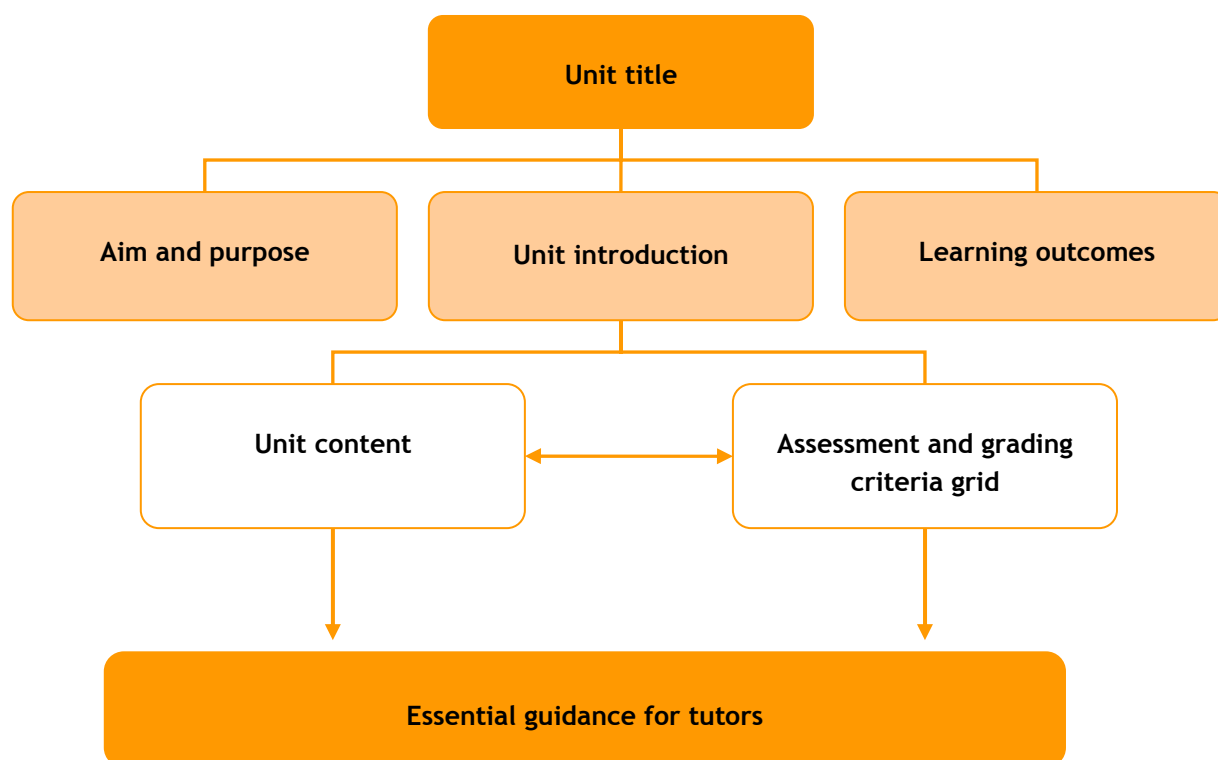 Unit title
Aim and purpose
Unit introduction
Learning outcomes
Unit content
Assessment and grading
criteria grid
Essential guidance for tutors